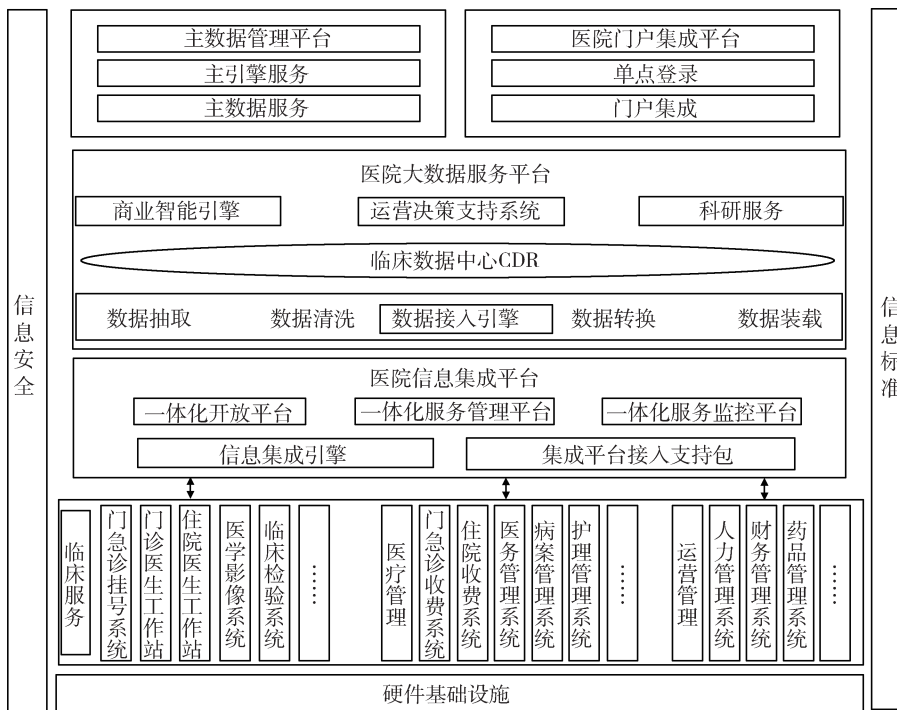 主数据管理平台
主引擎服务
主数据服务
医院门户集成平台
单点登录
门户集成
医院大数据服务平台
商业智能引擎
运营决策支持系统
科研服务
临床数据中心CDR
数据抽取
数据清洗
数据接入引擎
数据转换
数据装载
医院信息集成平台
一体化开放平台
一体化服务管理平台
一体化服务监控平台
信息集成引擎
集成平台接入支持包
临床服务
门急诊挂号系统
门诊医生工作站
住院医生工作站
医学影像系统
临床检验系统
……
医疗管理
门急诊收费系统
住院收费系统
医务管理系统
病案管理系统
护理管理系统
……
运营管理
人力管理系统
财务管理系统
药品管理系统
……
硬件基础设施
信息安全
信息标准